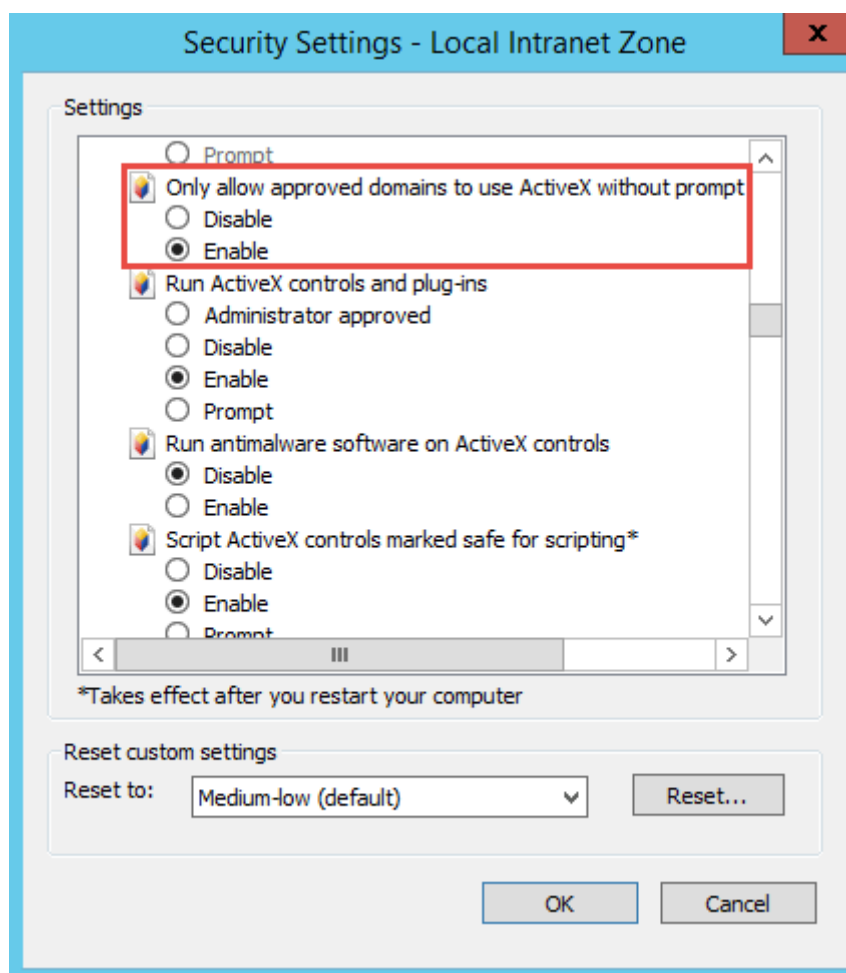 Security Settings - Local Intranet Zone
x
Settings
Prompt
Only allow approved domains to use ActiveX without prompt
Disable
Enable
Run ActiveX controls and plug-ins
Administrator approved
Disable
Enable
Prompt
Run antimalware software on ActiveX controls
Disable
Enable
Script ActiveX controls marked safe for scripting*
Disable
Enable
Prompt
*Takes effect after you restart your computer
Reset custom settings
Reset to: Medium-low (default) Reset...
OK Cancel